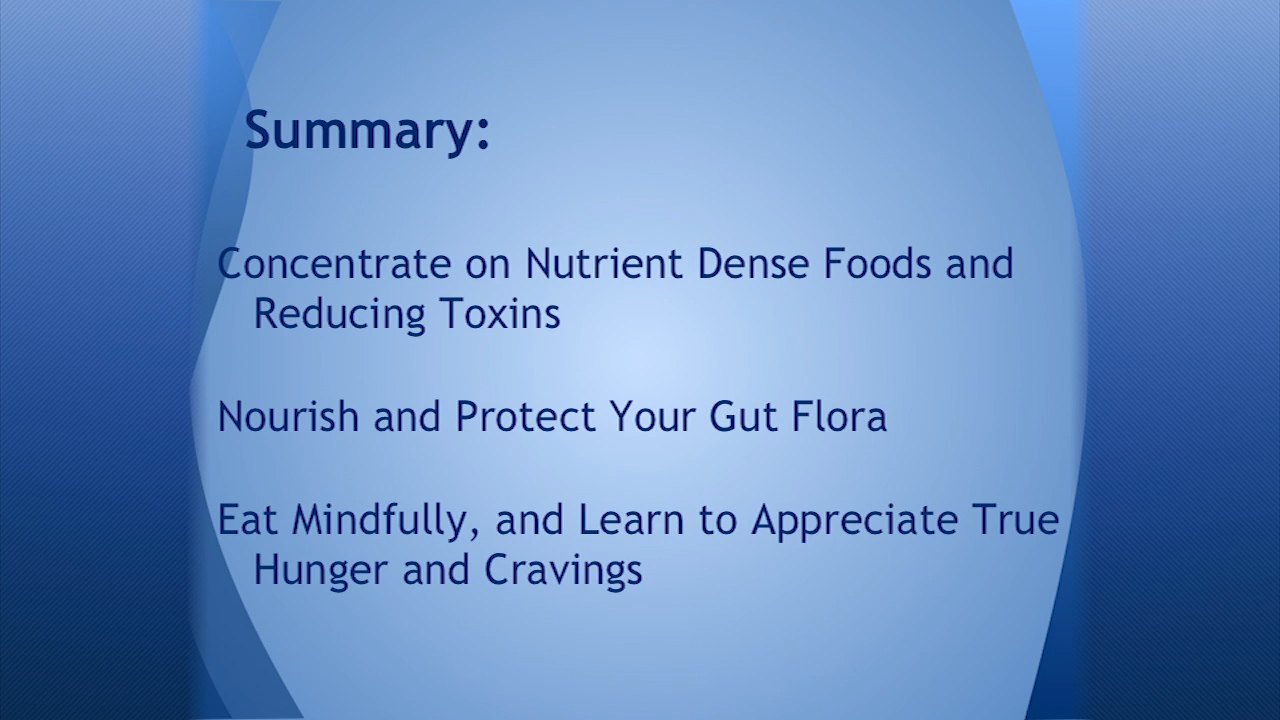 Summary:
Concentrate on Nutrient Dense Foods and
Reducing Toxins
Nourish and Protect Your Gut Flora
Eat Mindfully, and Learn to Appreciate True
Hunger and Cravings